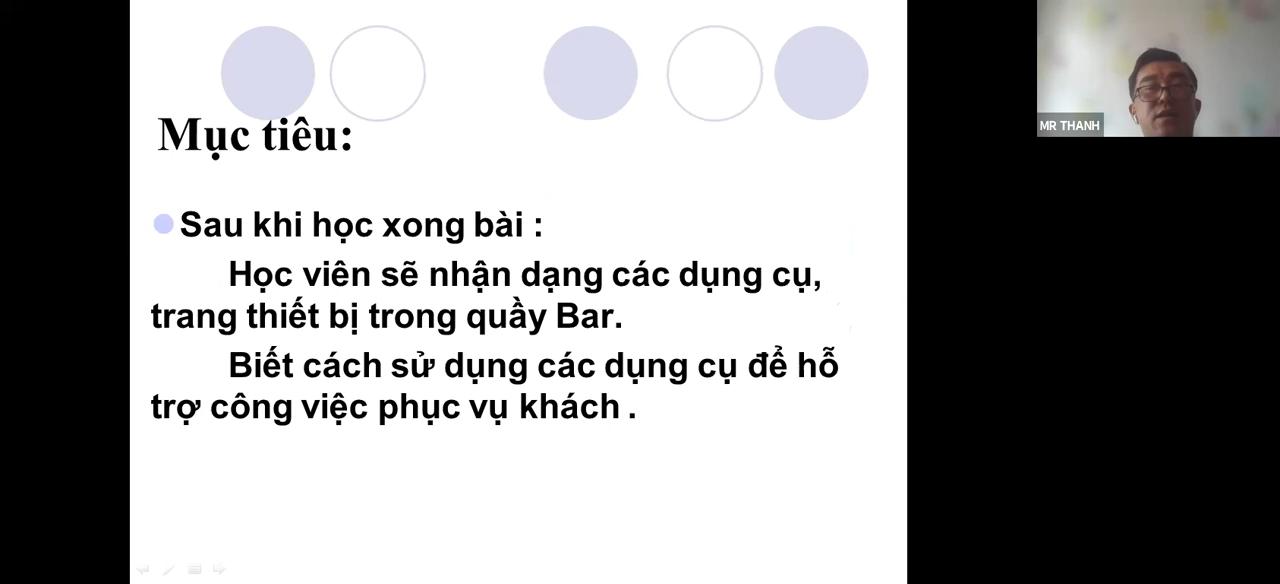 Mục tiêu:
Sau khi học xong bài :
Học viên sẽ nhận dạng các dụng cụ,
trang thiết bị trong quầy Bar.
Biết cách sử dụng các dụng cụ để hỗ
trợ công việc phục vụ khách .
MR THANH